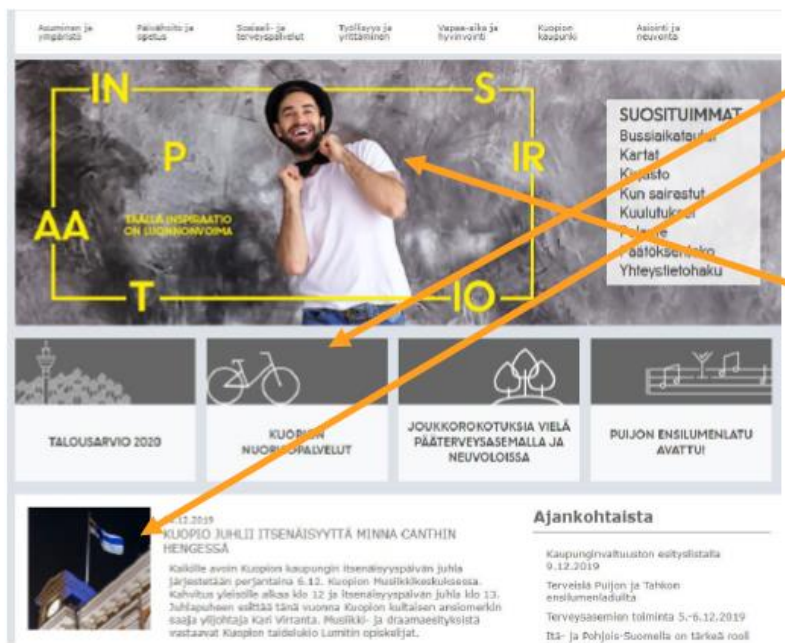 Asuminen ja
ympäristö
Päivähoito ja
opetus
Sosiaali- ja
terveyspalvelut
Työllisyys ja
yrittäminen
Vapaa-aika ja
hyvinvointi
Kuopion
kaupunki
Asiointi ja
neuvonta
IN
S
P
IR
AA
T
IO
TÄÄLLÄ INSPIRAATIO
ON LUONNONVOIMA
SUOSITUIMMAT
Bussiaikataulut
Kartat
Kirjasto
Kun sairastut
Kuulutukset
Päätöksenteko
Yhteystietohaku
TALOUSARVIO 2020
KUOPION
NUORISOPALVELUT
JOUKKOROKOTUKSIA VIELÄ
PÄÄTERVEYSASEMALLA JA
NEUVOLOISSA
PUIJON ENSILUMENLATU
AVATTU!
.12.2019
KUOPIO JUHLII ITSENÄISYYTTÄ MINNA CANTHIN
HENGESSÄ
Kaikille avoin Kuopion kaupungin itsenäisyyspäivän juhla
järjestetään perjantaina 6.12. Kuopion Musiikkikeskuksessa.
Kahvitus yleisölle alkaa klo 12 ja itsenäisyyspäivän juhla klo 13.
Juhlapuheen esittää tänä vuonna Kuopion kultaisen ansiomerkin
saaja ylijohtaja Kari Virranta. Musiikki- ja draamaesityksistä
vastaavat Kuopion taidelukio Lumitin opiskelijat.
Ajankohtaista
Kaupunginvaltuuston esityslistalla
9.12.2019
Terveisiä Puijon ja Tahkon
ensilumenladuilta
Terveysasemien toiminta 5.-6.12.2019
Itä- ja Pohjois-Suomella on tärkeä rooli